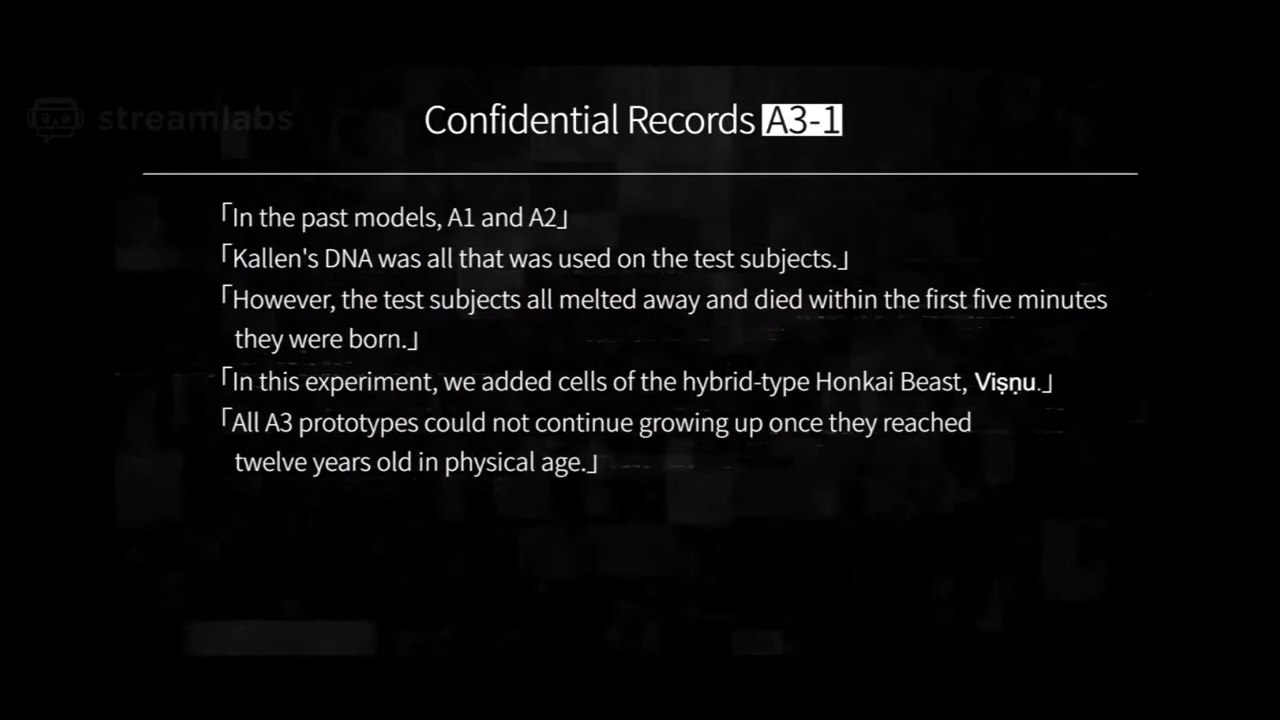 streamlabs
Confidential Records A3-1
「In the past models, A1 and A2」
「Kallen's DNA was all that was used on the test subjects.」
「However, the test subjects all melted away and died within the first five minutes
they were born.」
「In this experiment, we added cells of the hybrid-type Honkai Beast, Viṣṇu.」
「All A3 prototypes could not continue growing up once they reached
twelve years old in physical age.」